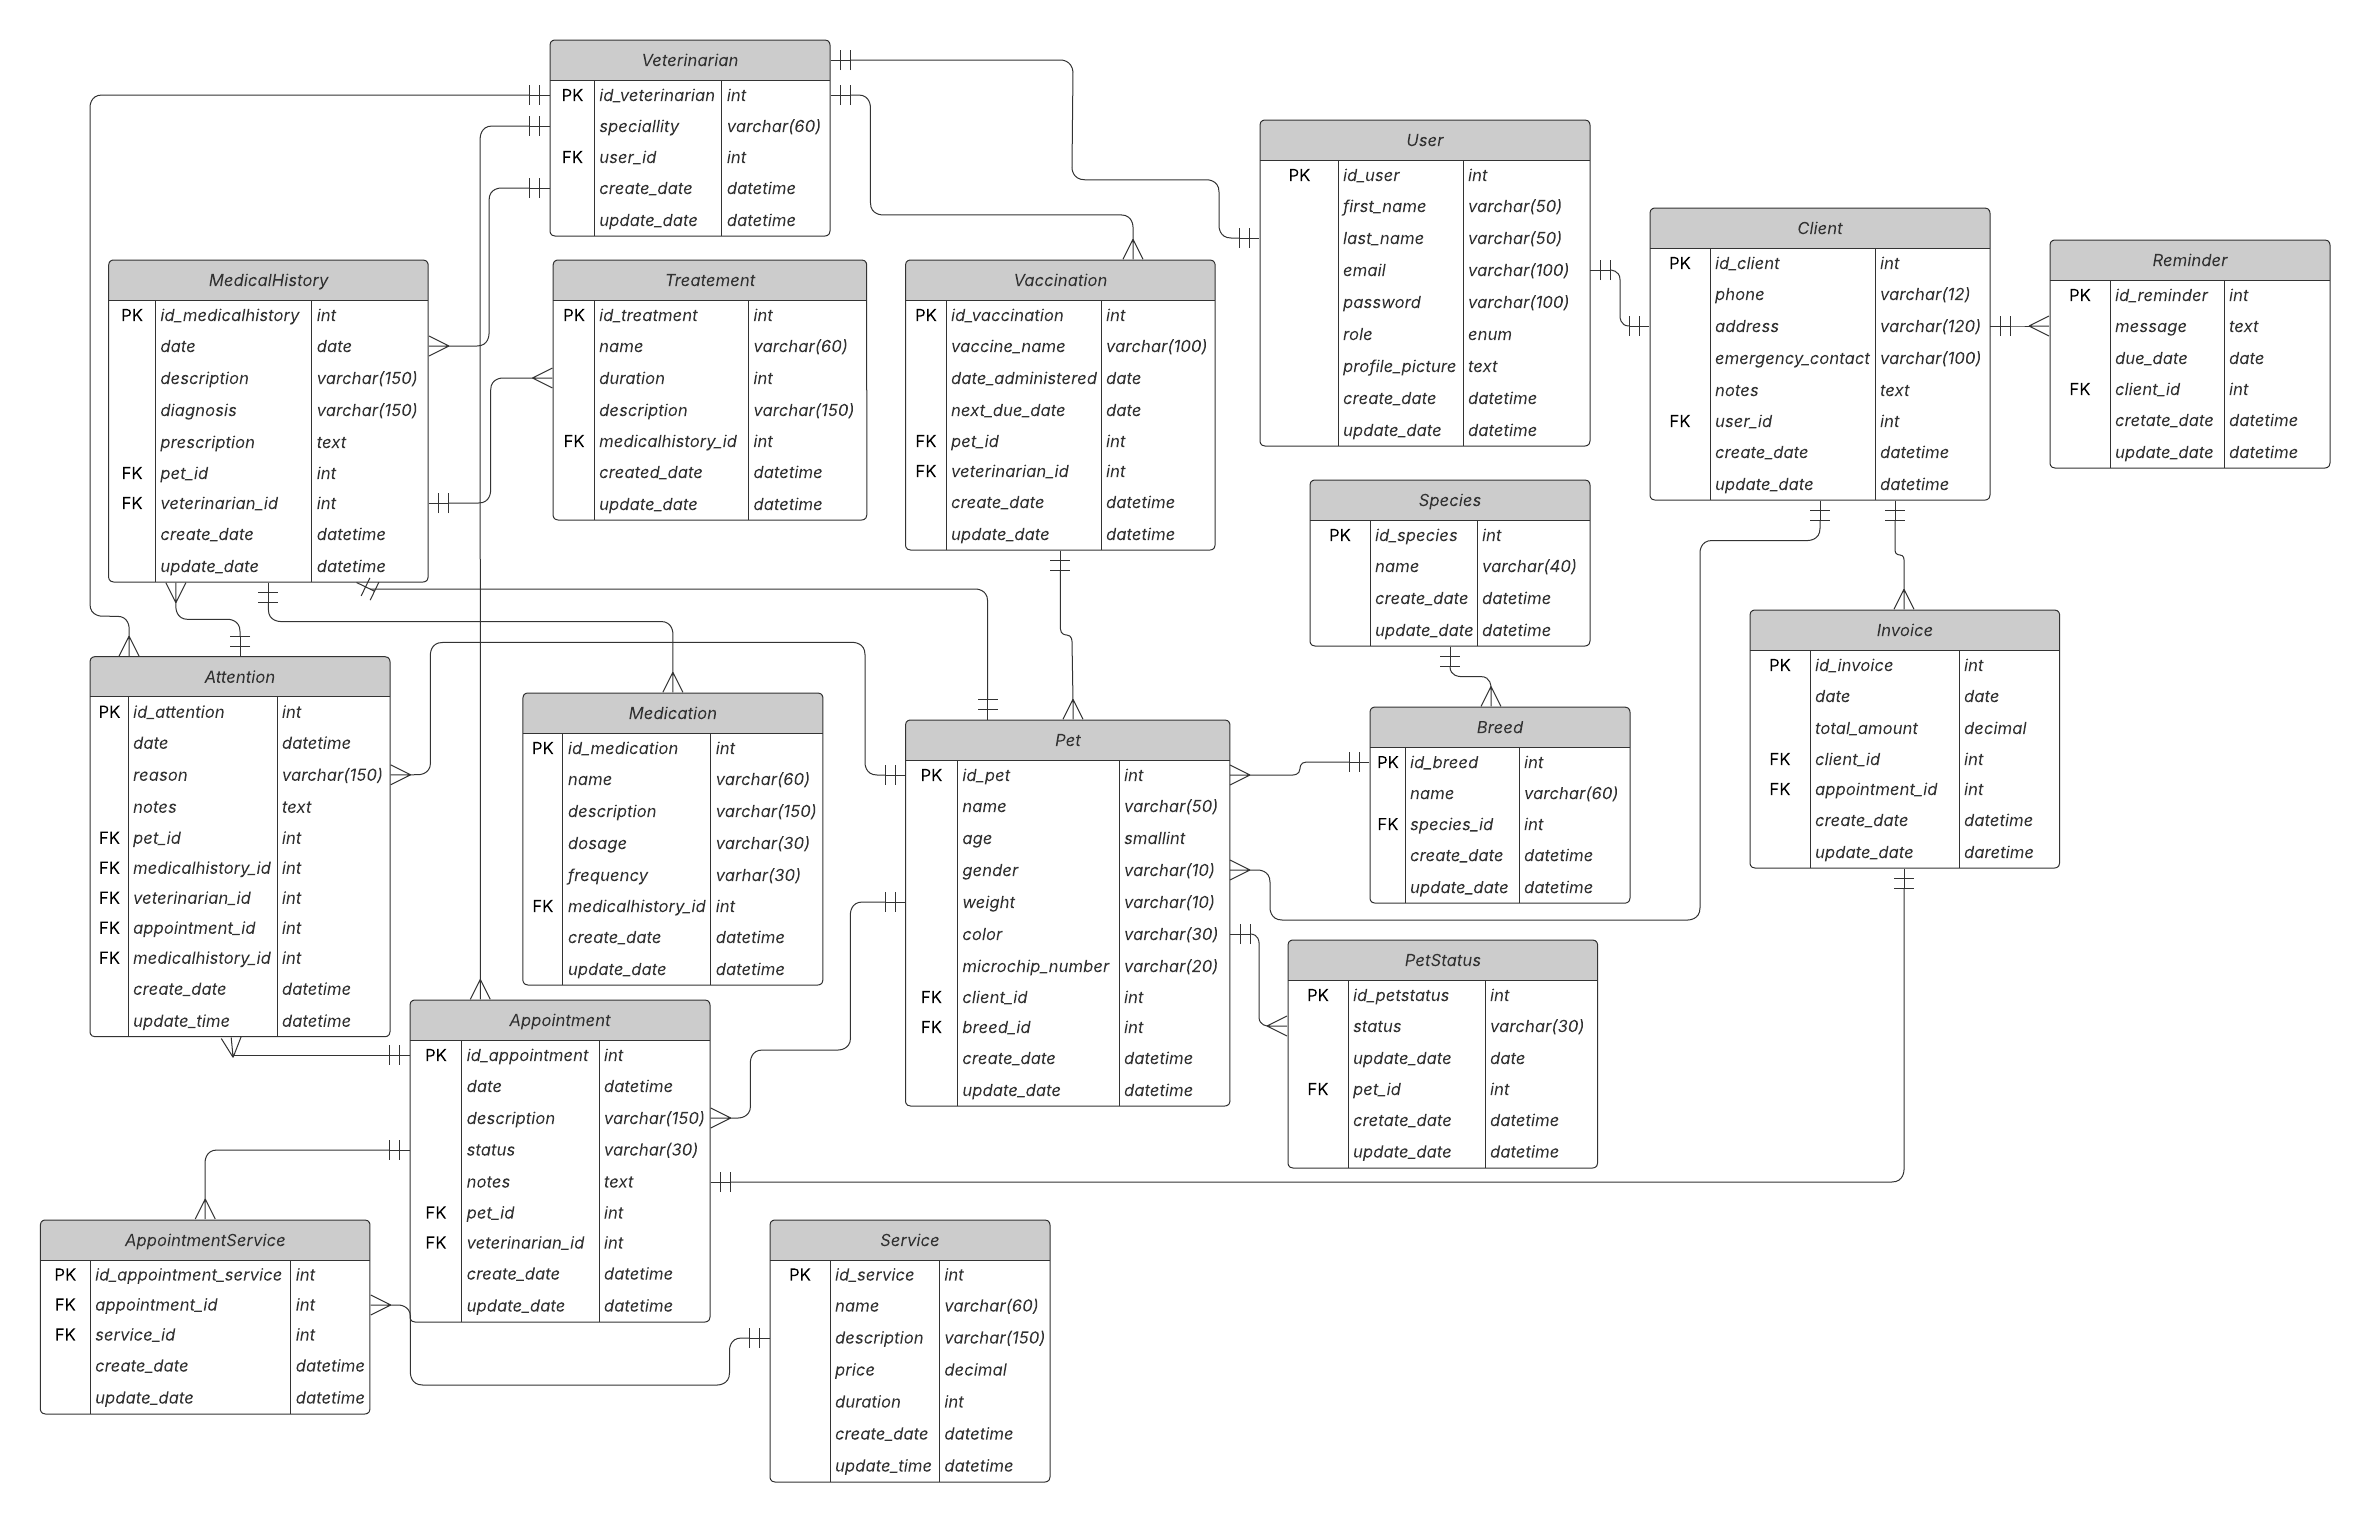 Veterinarian
PK id_veterinarian int
speciallity varchar(60)
FK user_id int
create_date datetime
update_date datetime
User
PK id_user int
first_name varchar(50)
last_name varchar(50)
email varchar(100)
password varchar(100)
role enum
profile_picture text
create_date datetime
update_date datetime
Client
PK id_client int
phone varchar(12)
address varchar(120)
emergency_contact varchar(100)
notes text
FK user_id int
create_date datetime
update_date datetime
Reminder
PK id_reminder int
message text
due_date date
FK client_id int
cretate_date datetime
update_date datetime
MedicalHistory
PK id_medicalhistory int
date date
description varchar(150)
diagnosis varchar(150)
prescription text
FK pet_id int
FK veterinarian_id int
create_date datetime
update_date datetime
Treatement
PK id_treatment int
name varchar(60)
duration int
description varchar(150)
FK medicalhistory_id int
created_date datetime
update_date datetime
Vaccination
PK id_vaccination int
vaccine_name varchar(100)
date_administered date
next_due_date date
FK pet_id int
FK veterinarian_id int
create_date datetime
update_date datetime
Species
PK id_species int
name varchar(40)
create_date datetime
update_date datetime
Invoice
PK id_invoice int
date date
total_amount decimal
FK client_id int
FK appointment_id int
create_date datetime
update_date daretime
Attention
PK id_attention int
date datetime
reason varchar(150)
notes text
FK pet_id int
FK medicalhistory_id int
FK veterinarian_id int
FK appointment_id int
FK medicalhistory_id int
create_date datetime
update_time datetime
Medication
PK id_medication int
name varchar(60)
description varchar(150)
dosage varchar(30)
frequency varhar(30)
FK medicalhistory_id int
create_date datetime
update_date datetime
Pet
PK id_pet int
name varchar(50)
age smallint
gender varchar(10)
weight varchar(10)
color varchar(30)
microchip_number varchar(20)
FK client_id int
FK breed_id int
create_date datetime
update_date datetime
Breed
PK id_breed int
name varchar(60)
FK species_id int
create_date datetime
update_date datetime
PetStatus
PK id_petstatus int
status varchar(30)
update_date date
FK pet_id int
cretate_date datetime
update_date datetime
Appointment
PK id_appointment int
date datetime
description varchar(150)
status varchar(30)
notes text
FK pet_id int
FK veterinarian_id int
create_date datetime
update_date datetime
AppointmentService
PK id_appointment_service int
FK appointment_id int
FK service_id int
create_date datetime
update_date datetime
Service
PK id_service int
name varchar(60)
description varchar(150)
price decimal
duration int
create_date datetime
update_time datetime